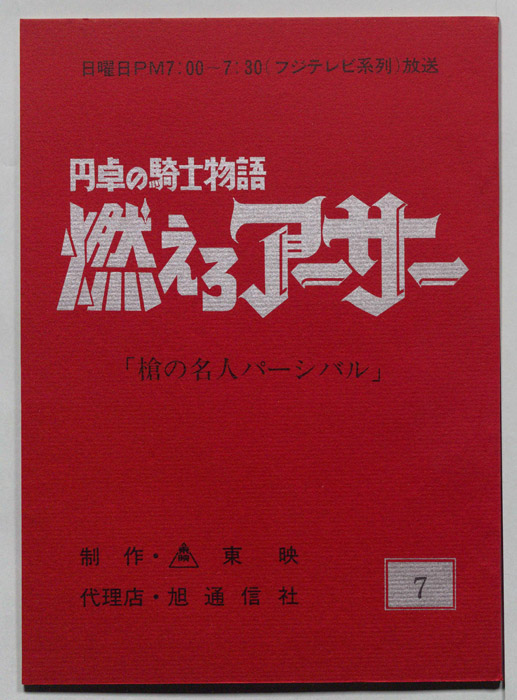 日曜日PM7:00−7:30(フジテレビ系列)放送
円卓の騎士物語
燃えろアーサー
「槍の名人パーシバル」
制作・東映
代理店・旭通信社
7